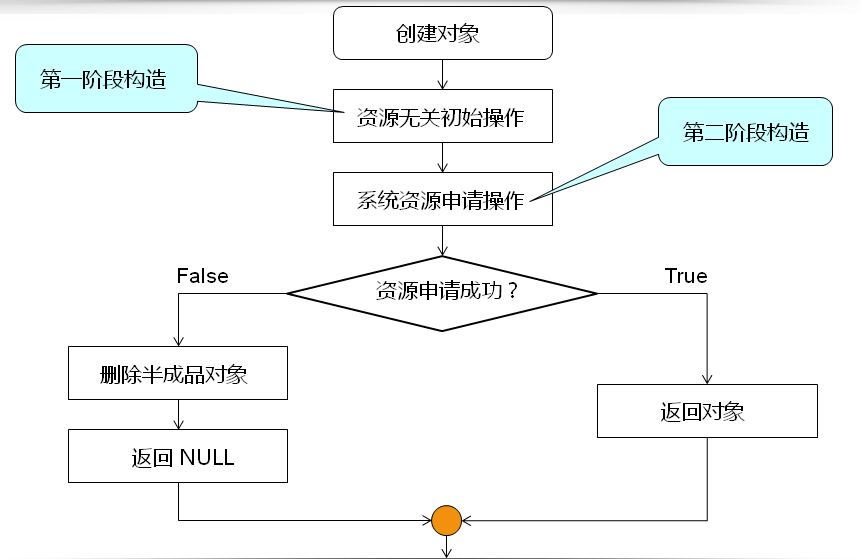 创建对象
第一阶段构造
资源无关初始操作
第二阶段构造
系统资源申请操作
False
True
资源申请成功？
删除半成品对象
返回对象
返回 NULL